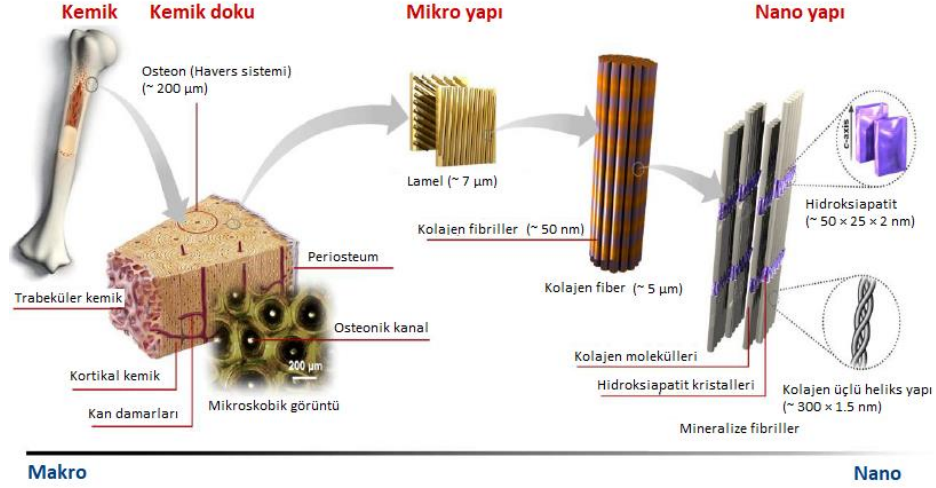 Kemik
Kemik doku
Mikro yapı
Nano yapı
Osteon (Havers sistemi)
(~ 200 µm)
Lamel (~ 7 µm)
Kolajen fibriller (~ 50 nm)
Kolajen fiber (~ 5 µm)
c-axis
Hidroksiapatit
(~ 50 × 25 × 2 nm)
Periosteum
Trabeküler kemik
Osteonik kanal
200 µm
Kortikal kemik
Kan damarları
Mikroskobik görüntü
Kolajen molekülleri
Hidroksiapatit kristalleri
Kolajen üçlü heliks yapı
(~ 300 × 1.5 nm)
Mineralize fibriller
Makro
Nano